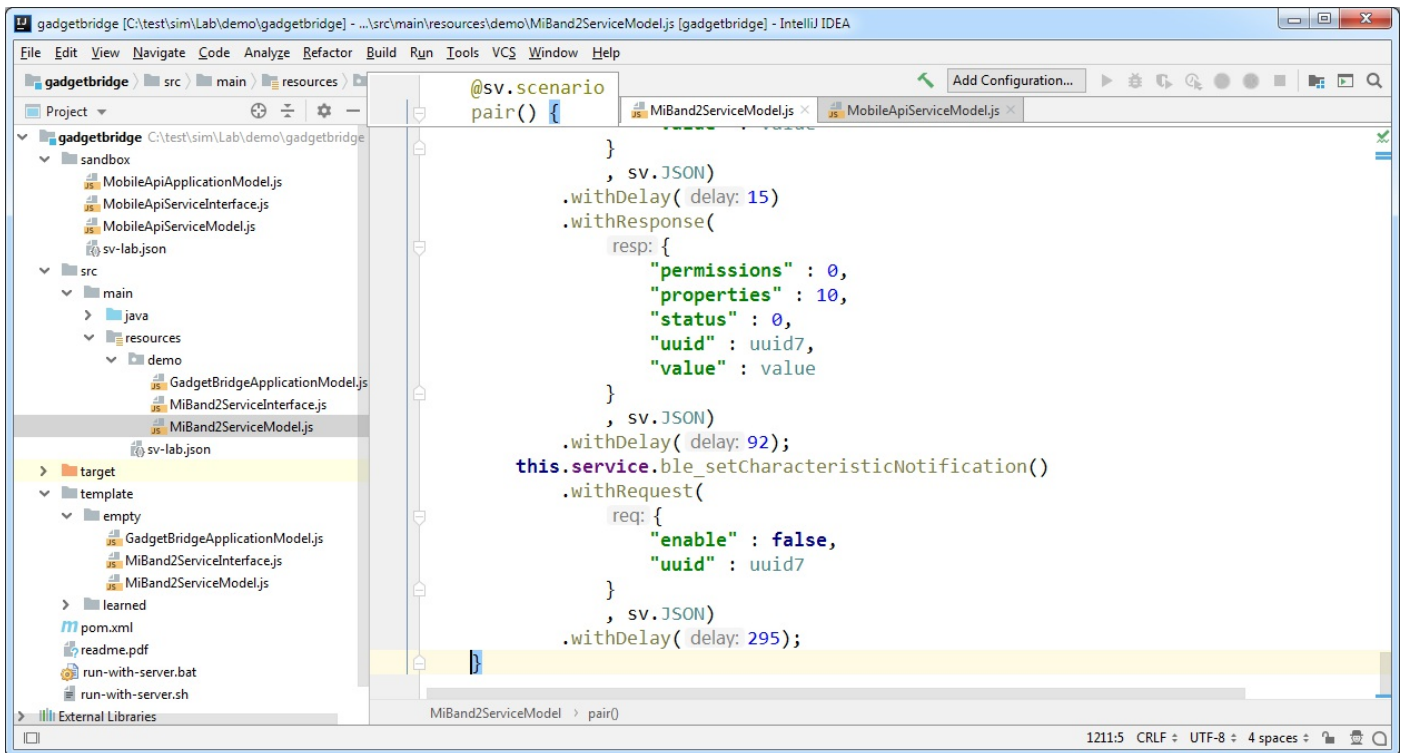 gadgetbridge [C:\test\sim\Lab\demo\gadgetbridge] - ...\src\main\resources\demo\MiBand2ServiceModel.js [gadgetbridge] - IntelliJ IDEA
File Edit View Navigate Code Analyze Refactor Build Run Tools VCS Window Help
gadgetbridge src main resources
Add Configuration...
Project
@sv.scenario
pair() {
MiBand2ServiceModel.js
MobileApiServiceModel.js
gadgetbridge C:\test\sim\Lab\demo\gadgetbridge
sandbox
MobileApiApplicationModel.js
MobileApiServiceInterface.js
MobileApiServiceModel.js
sv-lab.json
src
main
java
resources
demo
GadgetBridgeApplicationModel.js
MiBand2ServiceInterface.js
MiBand2ServiceModel.js
sv-lab.json
target
template
empty
GadgetBridgeApplicationModel.js
MiBand2ServiceInterface.js
MiBand2ServiceModel.js
learned
pom.xml
readme.pdf
run-with-server.bat
run-with-server.sh
External Libraries
}
, sv.JSON)
.withDelay( delay: 15)
.withResponse(
resp: {
"permissions" : 0,
"properties" : 10,
"status" : 0,
"uuid" : uuid7,
"value" : value
}
, sv.JSON)
.withDelay( delay: 92);
this.service.ble_setCharacteristicNotification()
.withRequest(
req: {
"enable" : false,
"uuid" : uuid7
}
, sv.JSON)
.withDelay( delay: 295);
}
MiBand2ServiceModel > pair()
1211:5 CRLF UTF-8 4 spaces